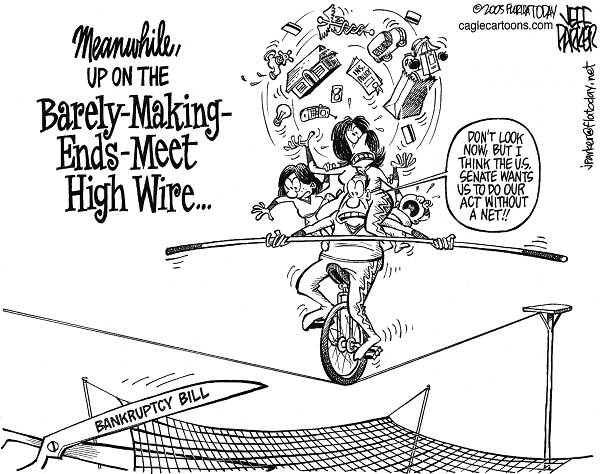 ©2005 FLORIDA TODAY
caglecartoons.com
JEFF
PARKER
jparker@flatoday.net
Meanwhile,
UP ON THE
Barely-Making-
Ends-Meet
High Wire...
DON'T LOOK
NOW, BUT I
THINK THE U.S.
SENATE WANTS
US TO DO OUR
ACT WITHOUT
A NET!!
BANKRUPTCY BILL